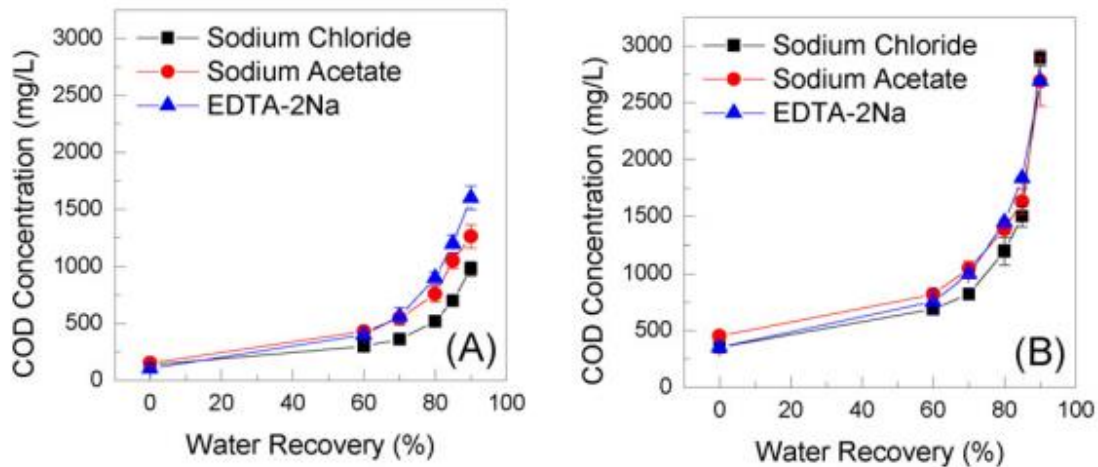 3000
2500
2000
1500
1000
500
0
COD Concentration (mg/L)
Sodium Chloride
Sodium Acetate
EDTA-2Na
(A)
0 20 40 60 80 100
Water Recovery (%)
3000
2500
2000
1500
1000
500
0
COD Concentration (mg/L)
Sodium Chloride
Sodium Acetate
EDTA-2Na
(B)
0 20 40 60 80 100
Water Recovery (%)